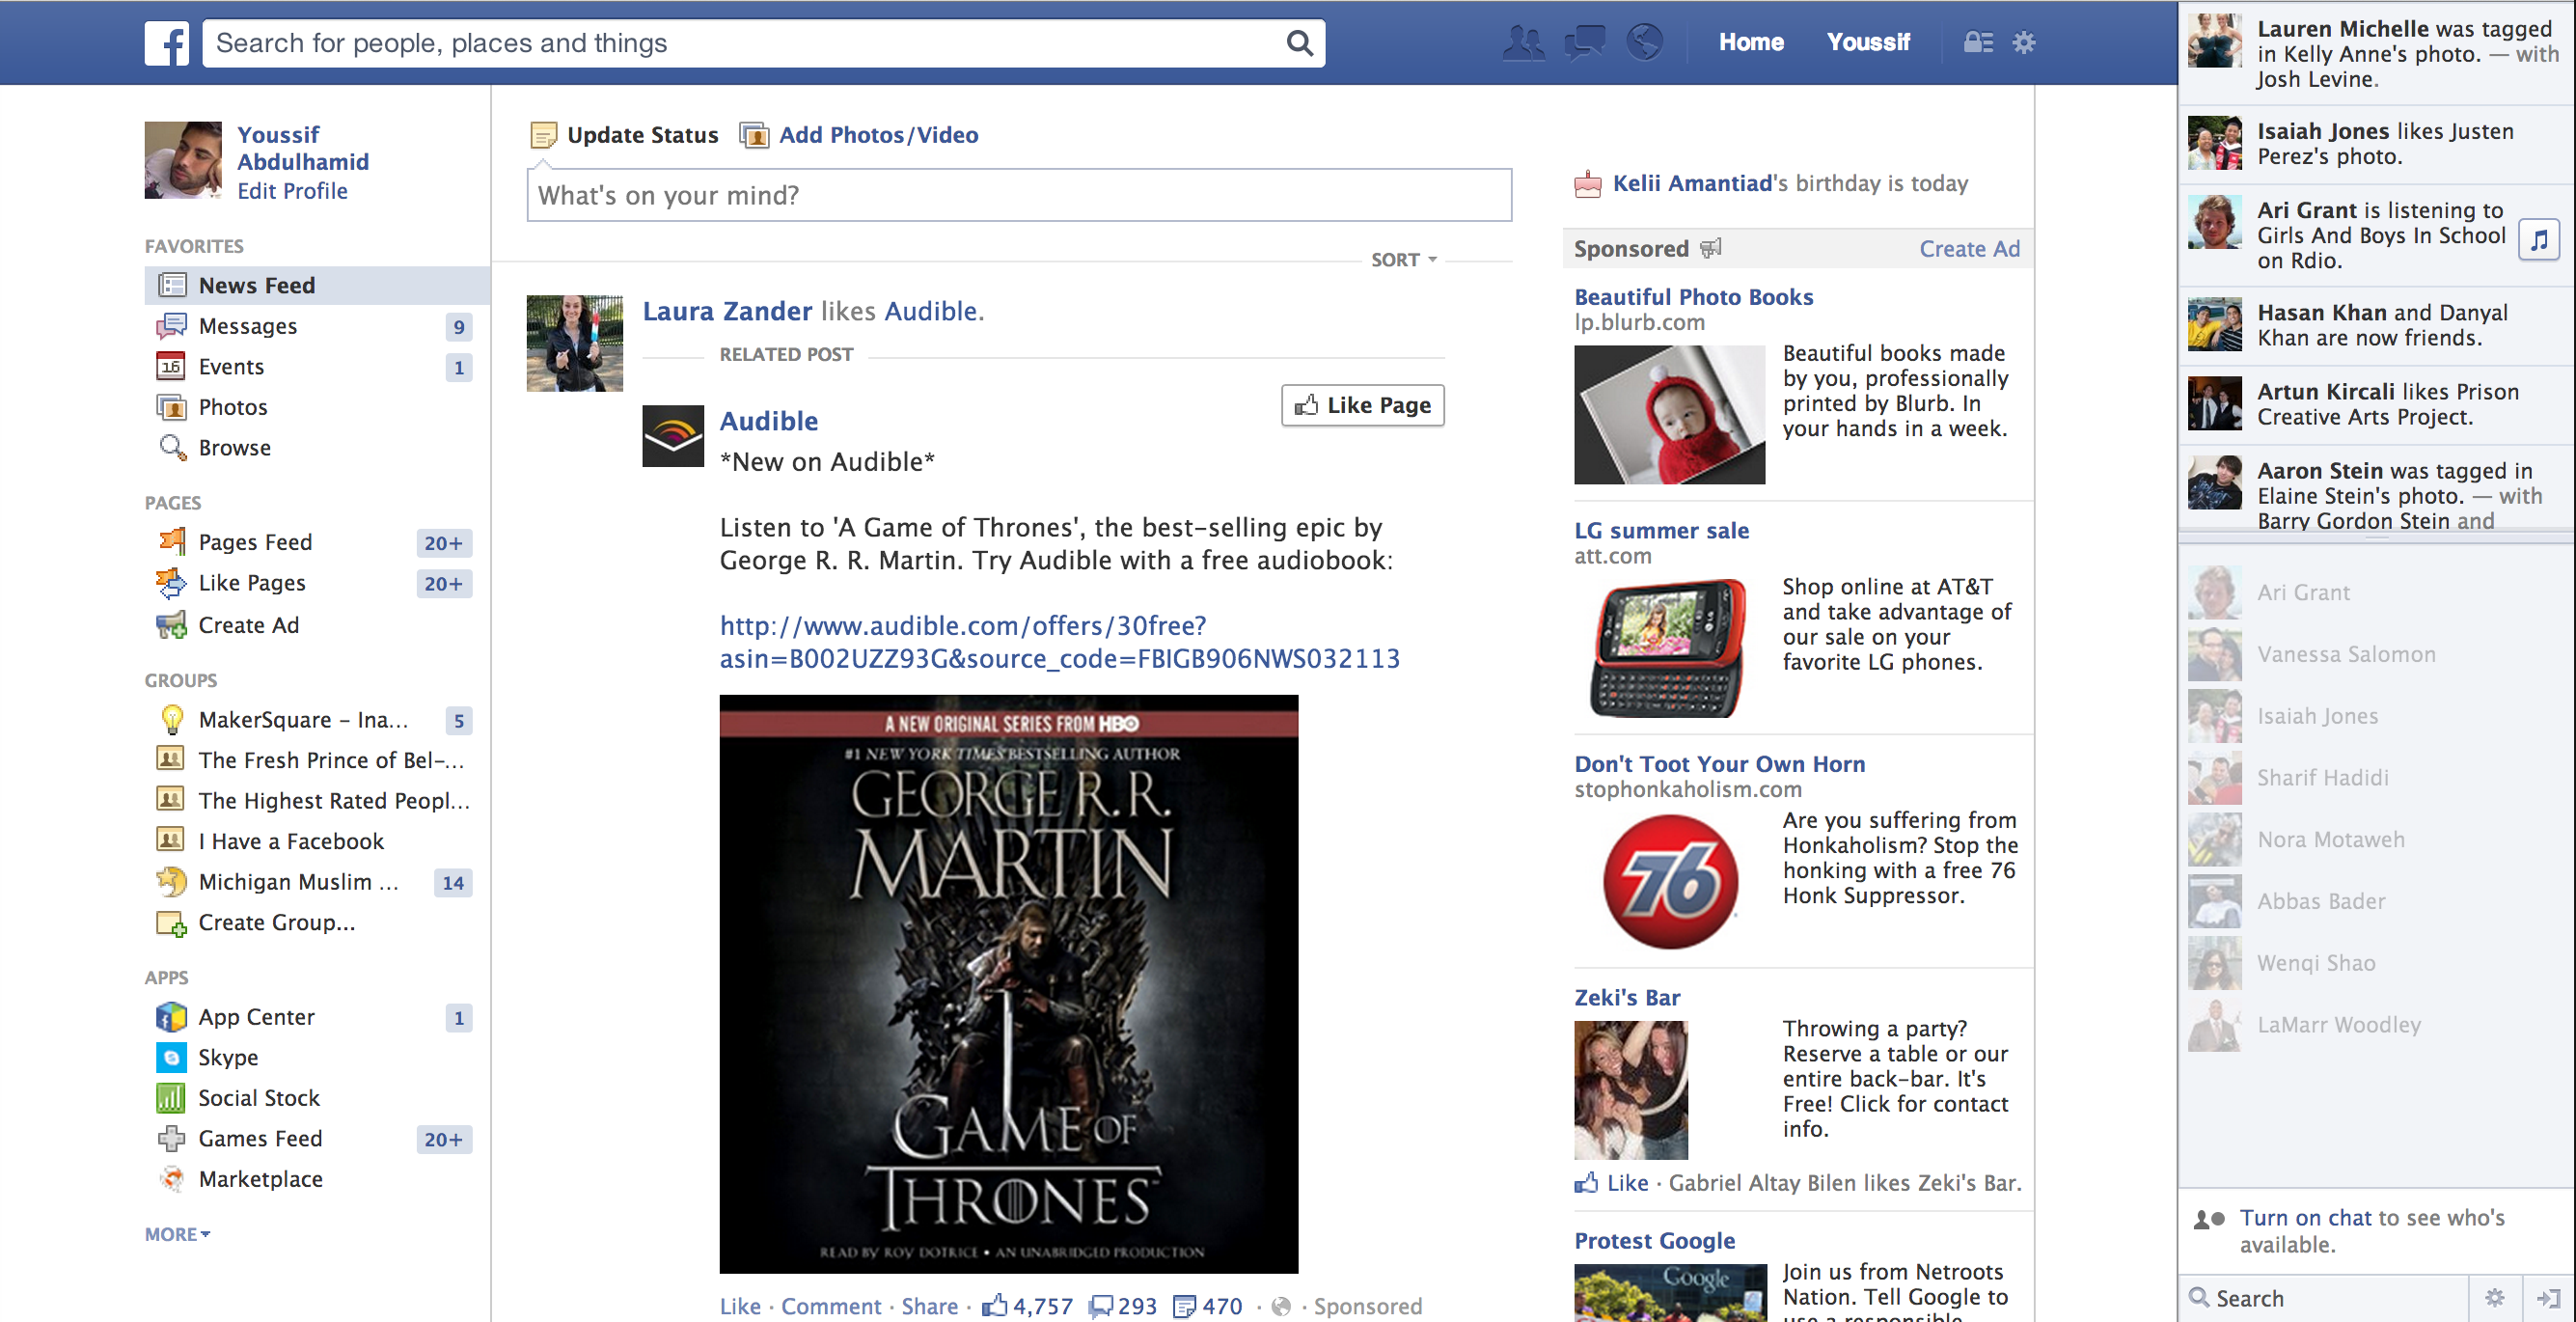 Search for people, places and things
Home
Youssif
Youssif
Abdulhamid
Edit Profile
FAVORITES
News Feed
Messages 9
16
Events 1
Photos
Browse
PAGES
Pages Feed 20+
Like Pages 20+
Create Ad
GROUPS
MakerSquare – Ina... 5
The Fresh Prince of Bel-...
The Highest Rated Peopl...
I Have a Facebook
Michigan Muslim ... 14
Create Group...
APPS
App Center 1
Skype
Social Stock
Games Feed 20+
Marketplace
MORE
Update Status
Add Photos/Video
What's on your mind?
SORT
Laura Zander likes Audible.
RELATED POST
Like Page
Audible
*New on Audible*
Listen to 'A Game of Thrones', the best-selling epic by
George R. R. Martin. Try Audible with a free audiobook:
http://www.audible.com/offers/30free?
asin=B002UZZ93G&source_code=FBIGB906NWS032113
A NEW ORIGINAL SERIES FROM HBO
#1 NEW YORK TIMES BESTSELLING AUTHOR
GEORGE R.R.
MARTIN
GAME OF
THRONES
READ BY ROY DOTRICE • AN UNABRIDGED PRODUCTION
Like · Comment · Share · 4,757 293 470 · · Sponsored
Kelii Amantiad's birthday is today
Sponsored
Create Ad
Beautiful Photo Books
lp.blurb.com
Beautiful books made
by you, professionally
printed by Blurb. In
your hands in a week.
LG summer sale
att.com
Shop online at AT&T
and take advantage of
our sale on your
favorite LG phones.
Don't Toot Your Own Horn
stophonkaholism.com
76
Are you suffering from
Honkaholism? Stop the
honking with a free 76
Honk Suppressor.
Zeki's Bar
Throwing a party?
Reserve a table or our
entire back-bar. It's
Free! Click for contact
info.
Like · Gabriel Altay Bilen likes Zeki's Bar.
Protest Google
Google
Join us from Netroots
Nation. Tell Google to
use a responsible
Lauren Michelle was tagged
in Kelly Anne's photo. — with
Josh Levine.
Isaiah Jones likes Justen
Perez's photo.
Ari Grant is listening to
Girls And Boys In School
on Rdio.
Hasan Khan and Danyal
Khan are now friends.
Artun Kircali likes Prison
Creative Arts Project.
Aaron Stein was tagged in
Elaine Stein's photo. — with
Barry Gordon Stein and
Ari Grant
Vanessa Salomon
Isaiah Jones
Sharif Hadidi
Nora Motaweh
Abbas Bader
Wenqi Shao
LaMarr Woodley
Turn on chat to see who's
available.
Search